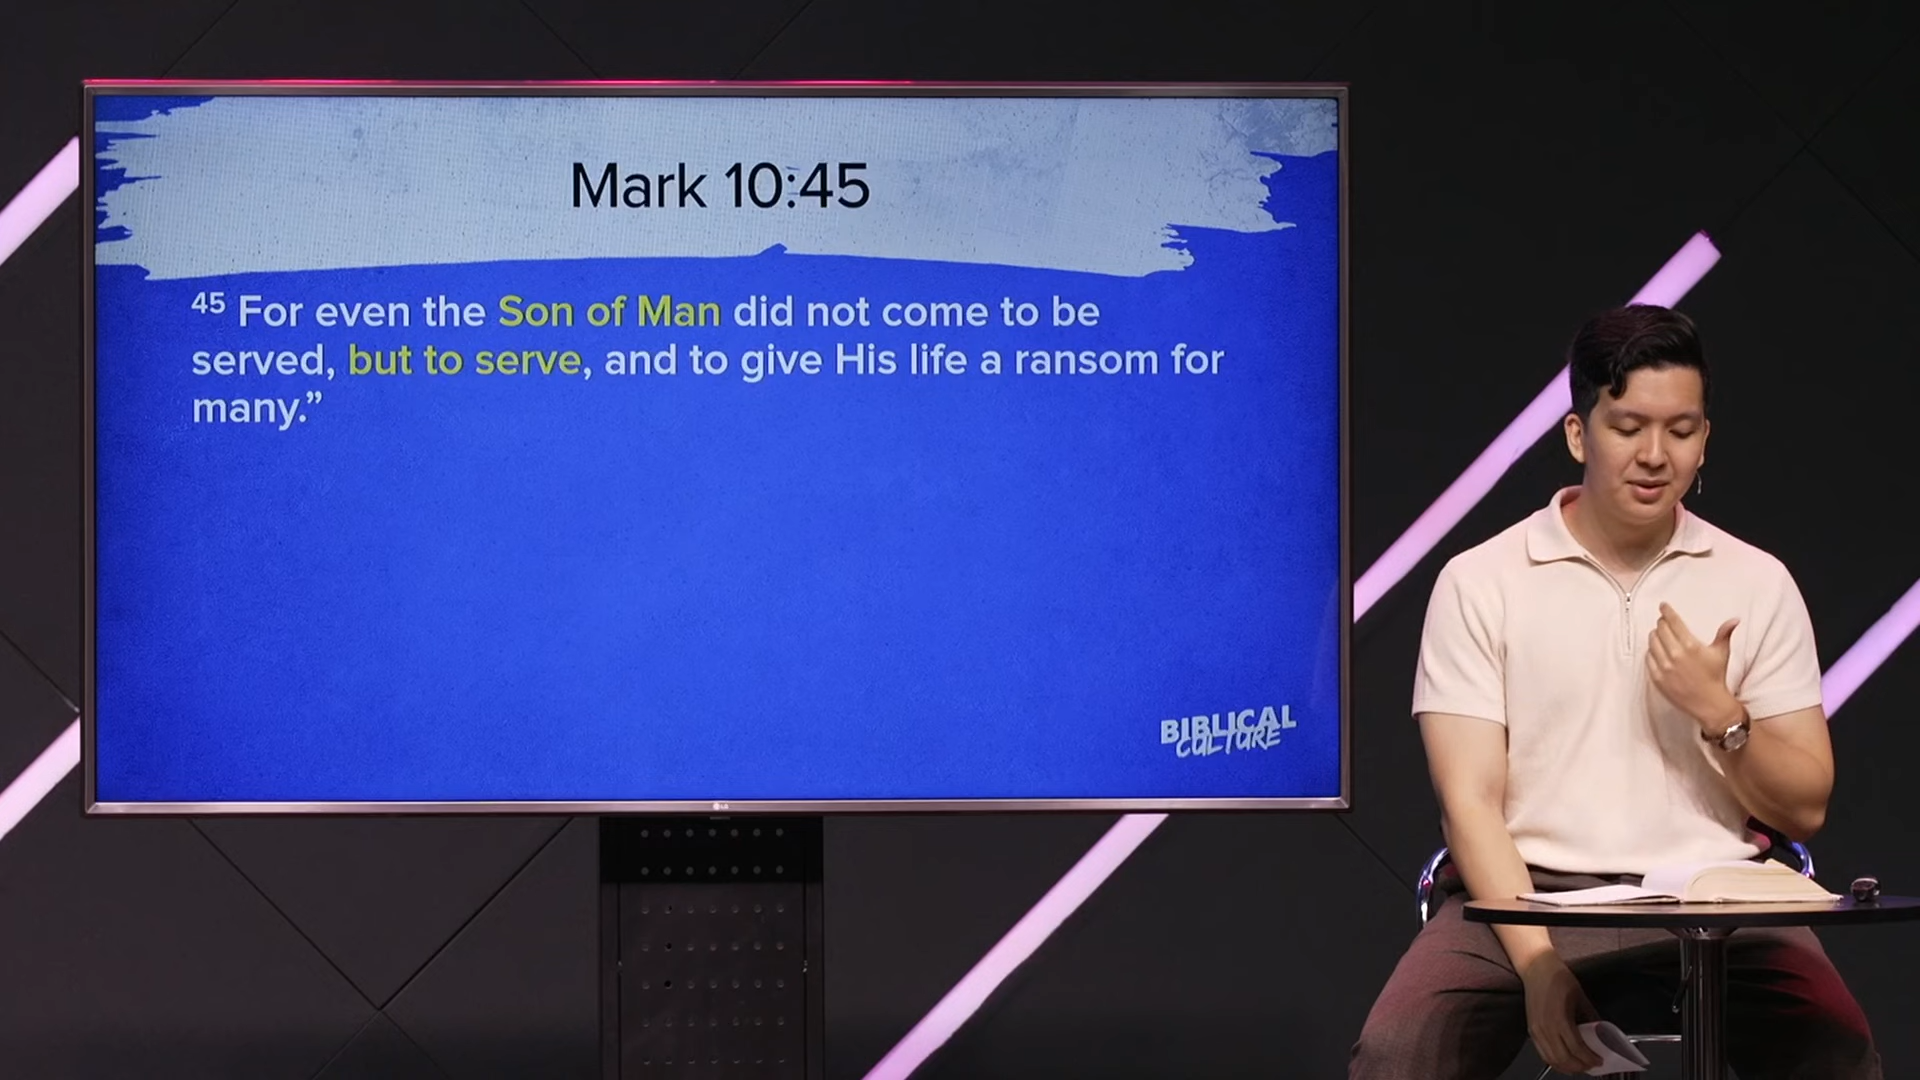 Mark 10:45
45 For even the Son of Man did not come to be
served, but to serve, and to give His life a ransom for
many.”
BIBLICAL
CULTURE
LG